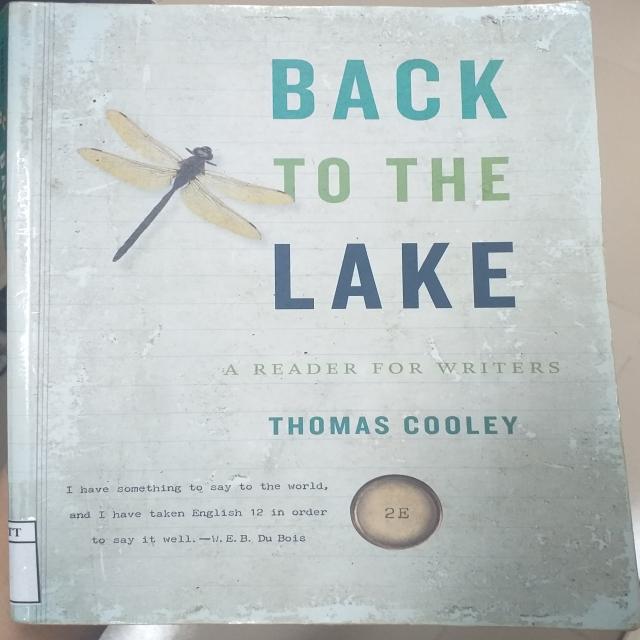 BACK
TO THE
LAKE
A READER FOR WRITERS
THOMAS COOLEY
I have something to say to the world,
and I have taken English 12 in order
to say it well. —W.E.B. Du Bois
2E